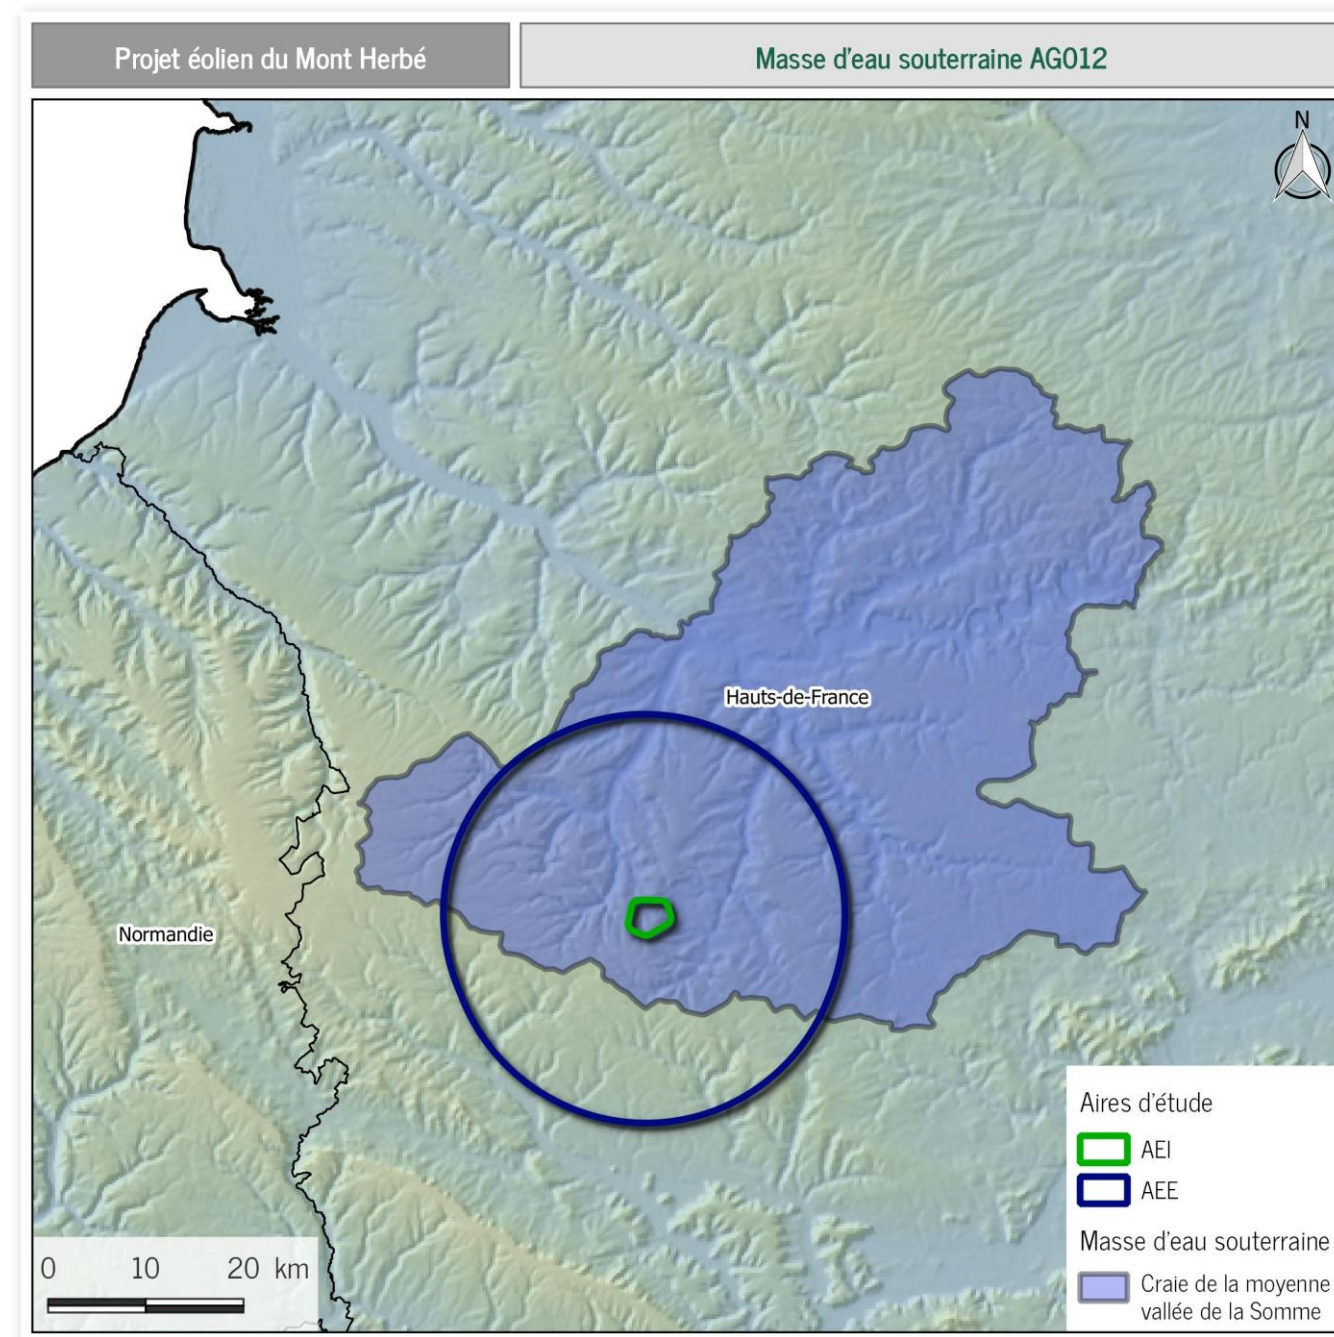 Projet éolien du Mont Herbé
Masse d'eau souterraine AG012
N
Hauts-de-France
Normandie
Aires d'étude
AEI
AEE
Masse d'eau souterraine
Craie de la moyenne
vallée de la Somme
0 10 20 km